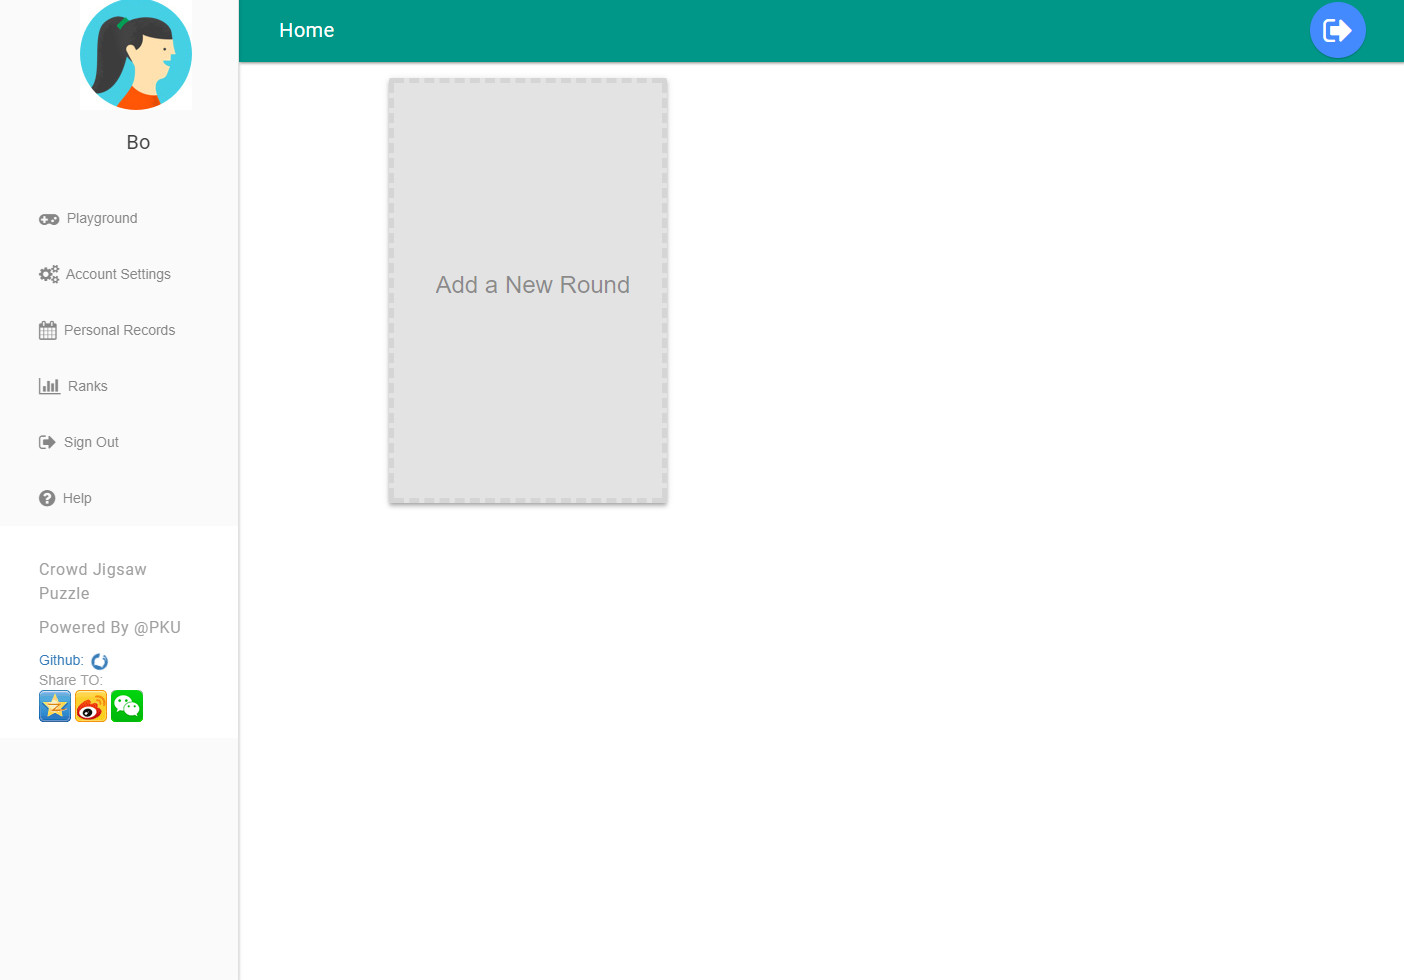 Home
Bo
Playground
Account Settings
Personal Records
Ranks
Sign Out
Help
Crowd Jigsaw
Puzzle
Powered By @PKU
Github:
Share TO:
Add a New Round